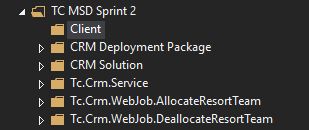 TC MSD Sprint 2
Client
CRM Deployment Package
CRM Solution
Tc.Crm.Service
Tc.Crm.WebJob.AllocateResortTeam
Tc.Crm.WebJob.DeallocateResortTeam